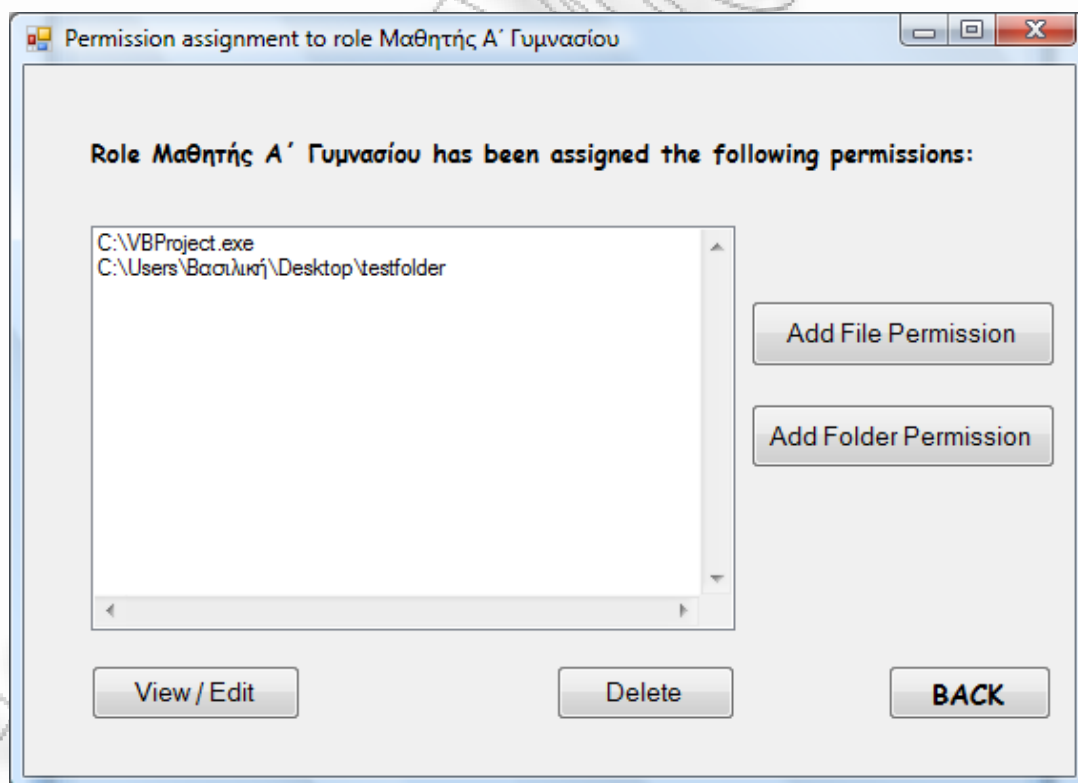 Permission assignment to role Μαθητής Α΄ Γυμνασίου
Role Μαθητής Α΄ Γυμνασίου has been assigned the following permissions:
C:\VBProject.exe
C:\Users\Βασιλική\Desktop\testfolder
Add File Permission
Add Folder Permission
View / Edit
Delete
BACK